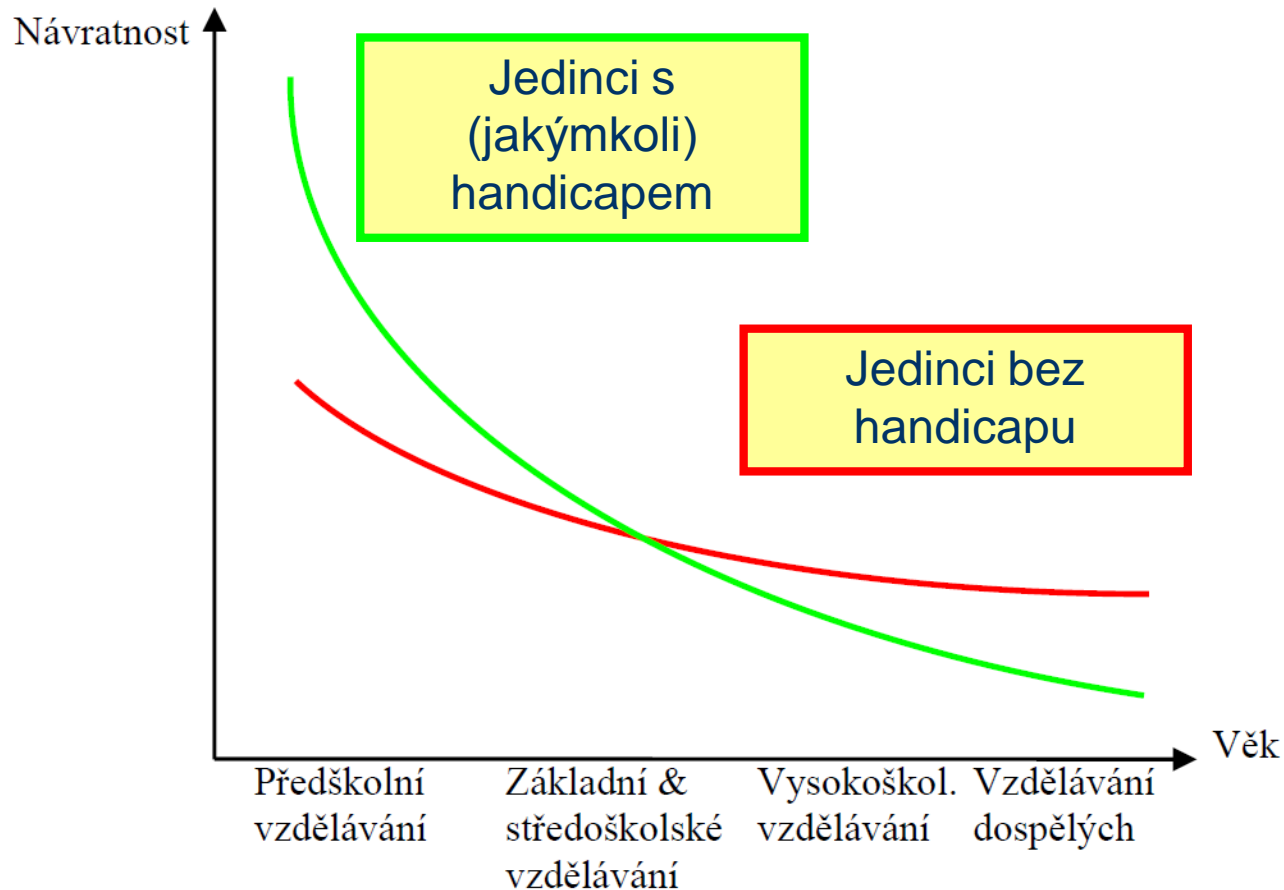 Návratnost
Jedinci s
(jakýmkoli)
handicapem
Jedinci bez
handicapu
Věk
Předškolní
vzdělávání
Základní &
středoškolské
vzdělávání
Vysokoškol.
vzdělávání
Vzdělávání
dospělých